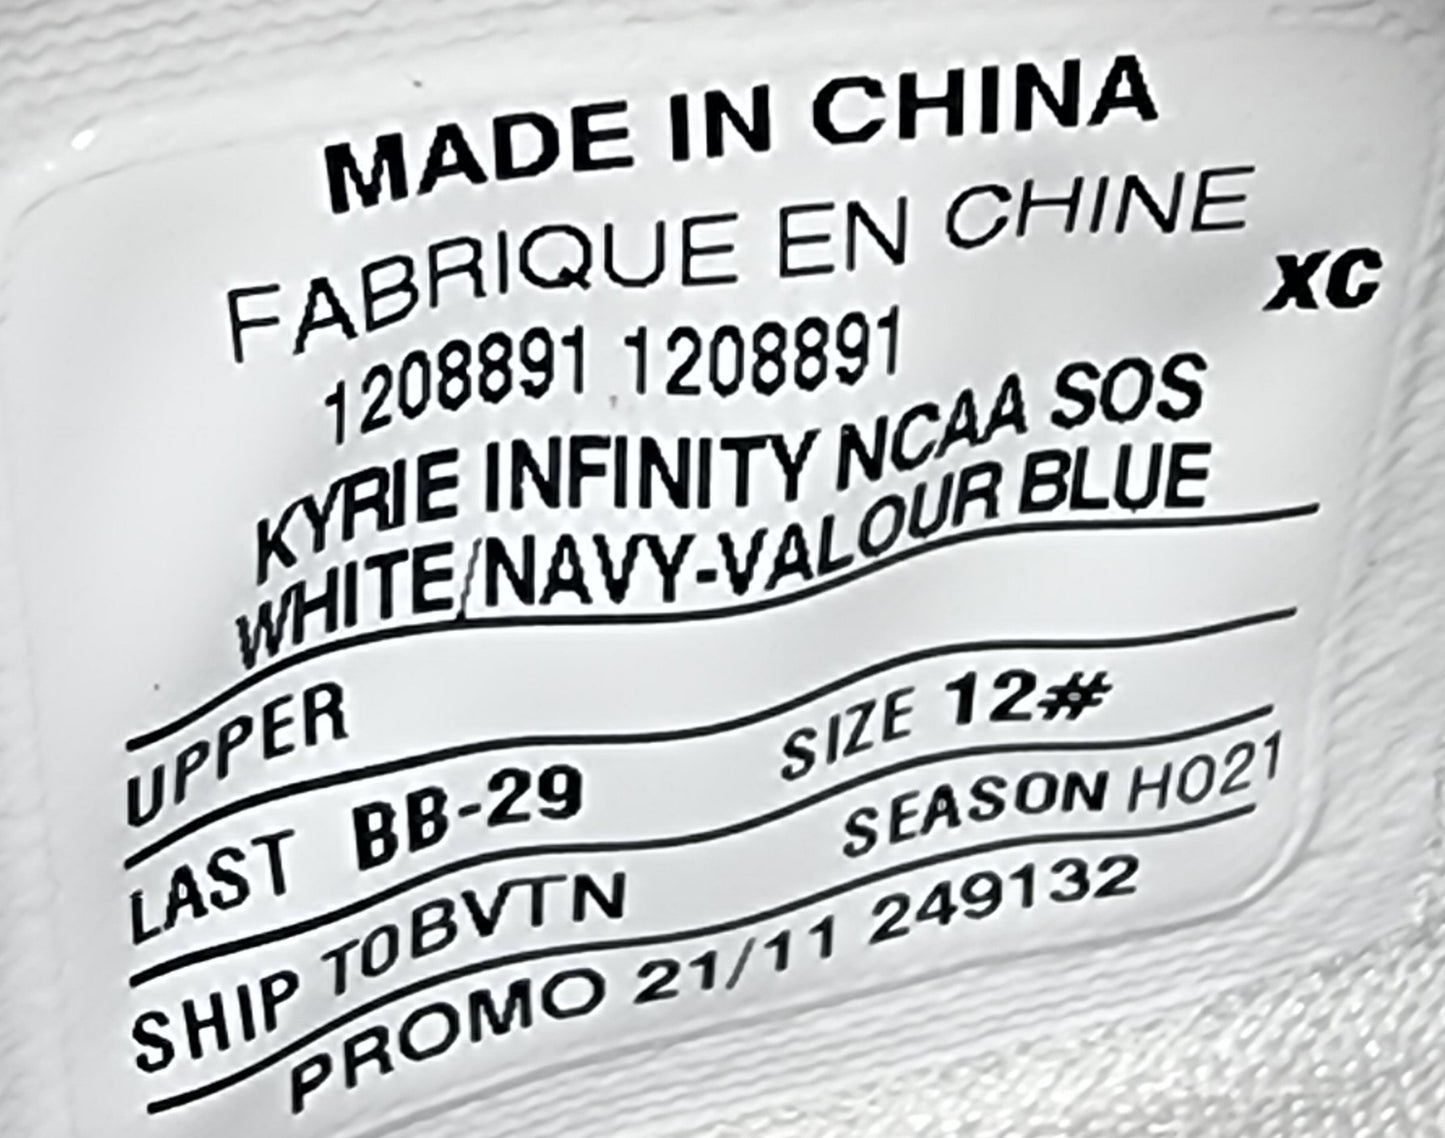 MADE IN CHINA
FABRIQUE EN CHINE
XC
1208891 1208891
KYRIE INFINITY NCAA SOS
WHITE/NAVY-VALOUR BLUE
UPPER
SIZE 12#
LAST BB-29
SEASON HO21
SHIP TOBVTN
PROMO 21/11 249132